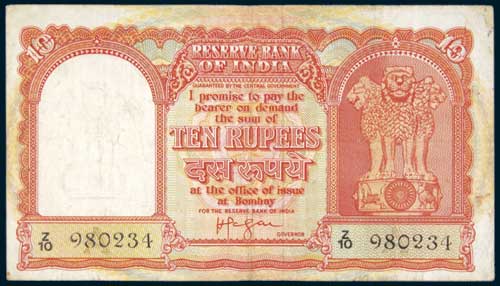 10
10
RESERVE BANK
OF INDIA
GUARANTEED BY THE CENTRAL GOVERNMENT
I promise to pay the
bearer on demand
the sum of
TEN RUPEES
दस रूपये
at the office of issue
at Bombay
FOR THE RESERVE BANK OF INDIA
GOVERNOR
Z/10 980234
Z/10 980234